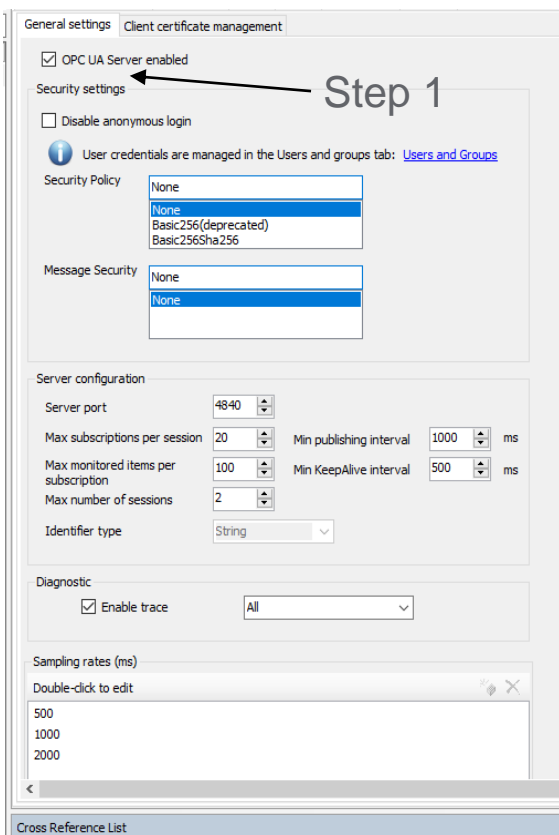 General settings
Client certificate management
OPC UA Server enabled
Step 1
Security settings
Disable anonymous login
User credentials are managed in the Users and groups tab: Users and Groups
Security Policy
None
None
Basic256(deprecated)
Basic256Sha256
Message Security
None
None
Server configuration
Server port 4840
Max subscriptions per session 20 Min publishing interval 1000 ms
Max monitored items per
subscription
100 Min KeepAlive interval 500 ms
Max number of sessions 2
Identifier type String
Diagnostic
Enable trace All
Sampling rates (ms)
Double-click to edit
500
1000
2000
Cross Reference List